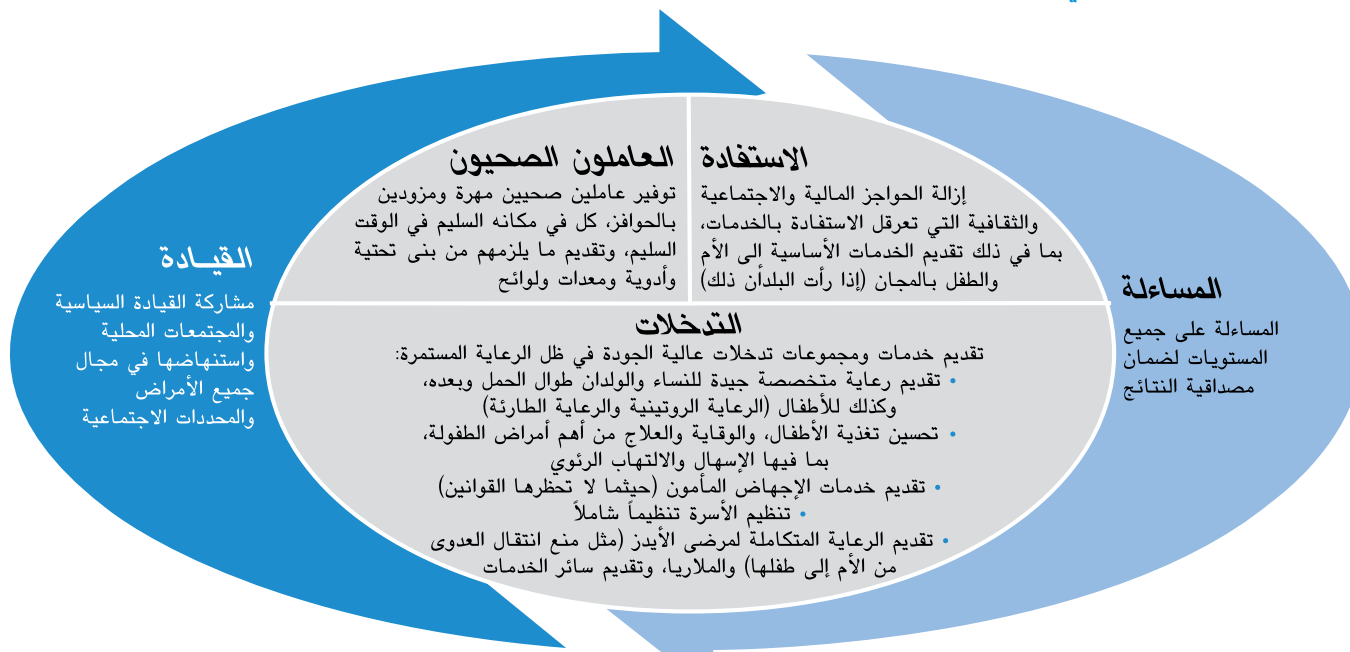 الاستفادة
إزالة الحواجز المالية والاجتماعية
والثقافية التي تعرقل الاستفادة بالخدمات،
بما في ذلك تقديم الخدمات الأساسية الى الأم
والطفل بالمجان (إذا رأت البلدان ذلك)
العاملون الصحيون
توفير عاملين صحيين مهرة ومزودين
بالحوافز، كل في مكانه السليم في الوقت
السليم، وتقديم ما يلزمهم من بنى تحتية
وأدوية ومعدات ولوائح
المساءلة
المساءلة على جميع
المستويات لضمان
مصداقية النتائج
القيــادة
مشاركة القيادة السياسية
والمجتمعات المحلية
واستنهاضها في مجال
جميع الأمراض
والمحددات الاجتماعية
التدخلات
تقديم خدمات ومجموعات تدخلات عالية الجودة في ظل الرعاية المستمرة:
• تقديم رعاية متخصصة جيدة للنساء والولدان طوال الحمل وبعده،
وكذلك للأطفال (الرعاية الروتينية والرعاية الطارئة)
• تحسين تغذية الأطفال، والوقاية والعلاج من أهم أمراض الطفولة،
بما فيها الإسهال والالتهاب الرئوي
• تقديم خدمات الإجهاض المأمون (حيثما لا تحظرها القوانين)
• تنظيم الأسرة تنظيماً شاملاً
• تقديم الرعاية المتكاملة لمرضى الأيدز (مثل منع انتقال العدوى
من الأم إلى طفلها) والملاريا، وتقديم سائر الخدمات